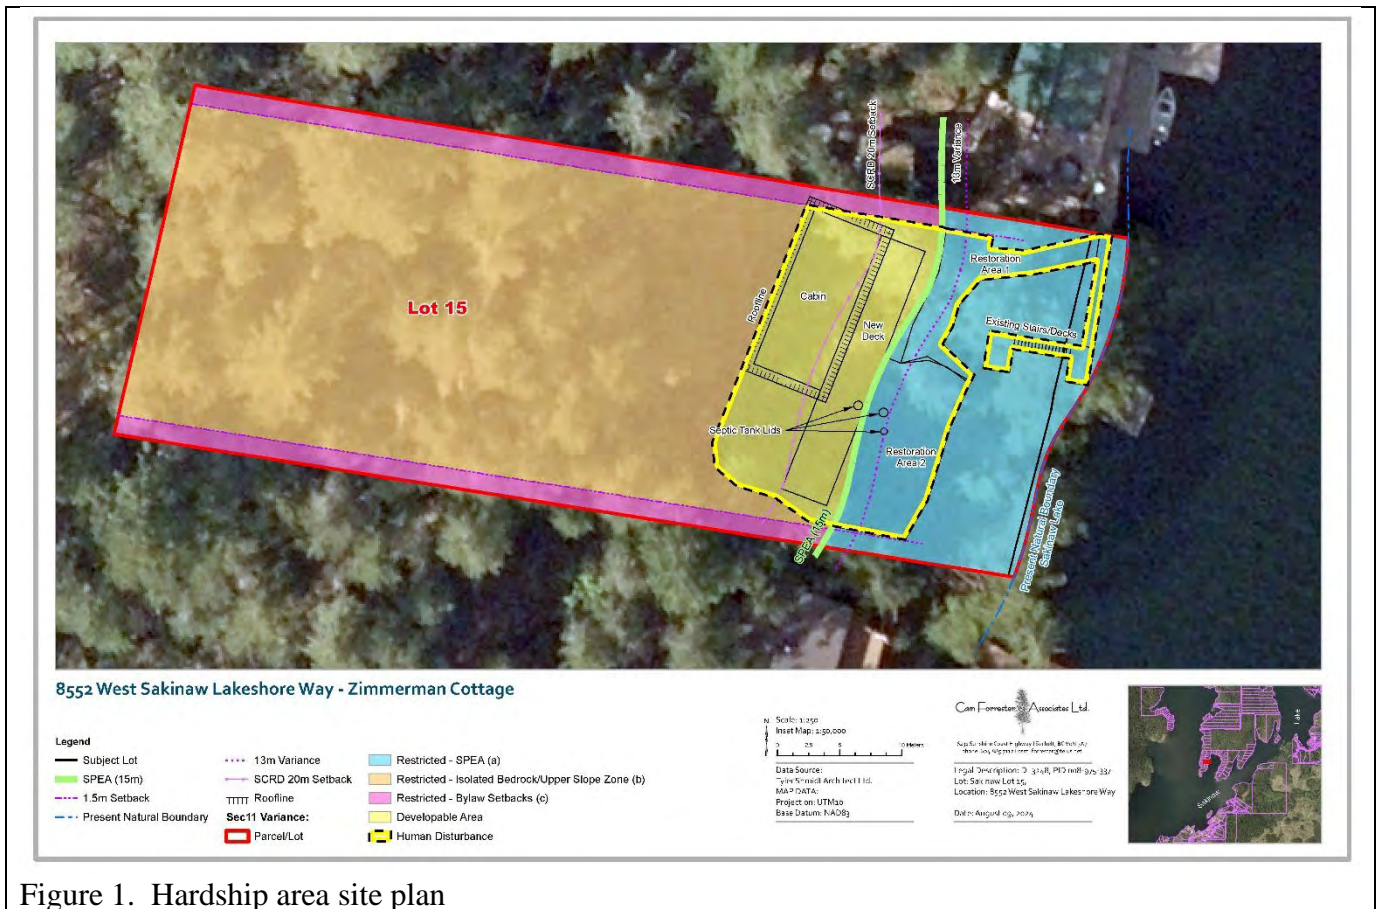 SCRD 20m Setback
13m Variance
Restoration
Area 1
Roofline
Cabin
Lot 15
New
Deck
Existing Stairs/Decks
Septic Tank Lids
Restoration
Area 2
SPEA (15m)
Present Natural Boundary
Sakinaw Lake
8552 West Sakinaw Lakeshore Way - Zimmerman Cottage
Legend
Subject Lot
SPEA (15m)
1.5m Setback
Present Natural Boundary
13m Variance
SCRD 20m Setback
Roofline
Sec11 Variance:
Parcel/Lot
Restricted - SPEA (a)
Restricted - Isolated Bedrock/Upper Slope Zone (b)
Restricted - Bylaw Setbacks (c)
Developable Area
Human Disturbance
N
Scale: 1:250
Inset Map: 1:50,000
10 Meters
Data Source:
MAP DATA:
Projection: UTM10
Base Datum: NAD83
Cam Forrester & Associates Ltd.
Location: 8552 West Sakinaw Lakeshore Way
Date: August 09, 2024
Lake
Sakinaw
Figure 1. Hardship area site plan